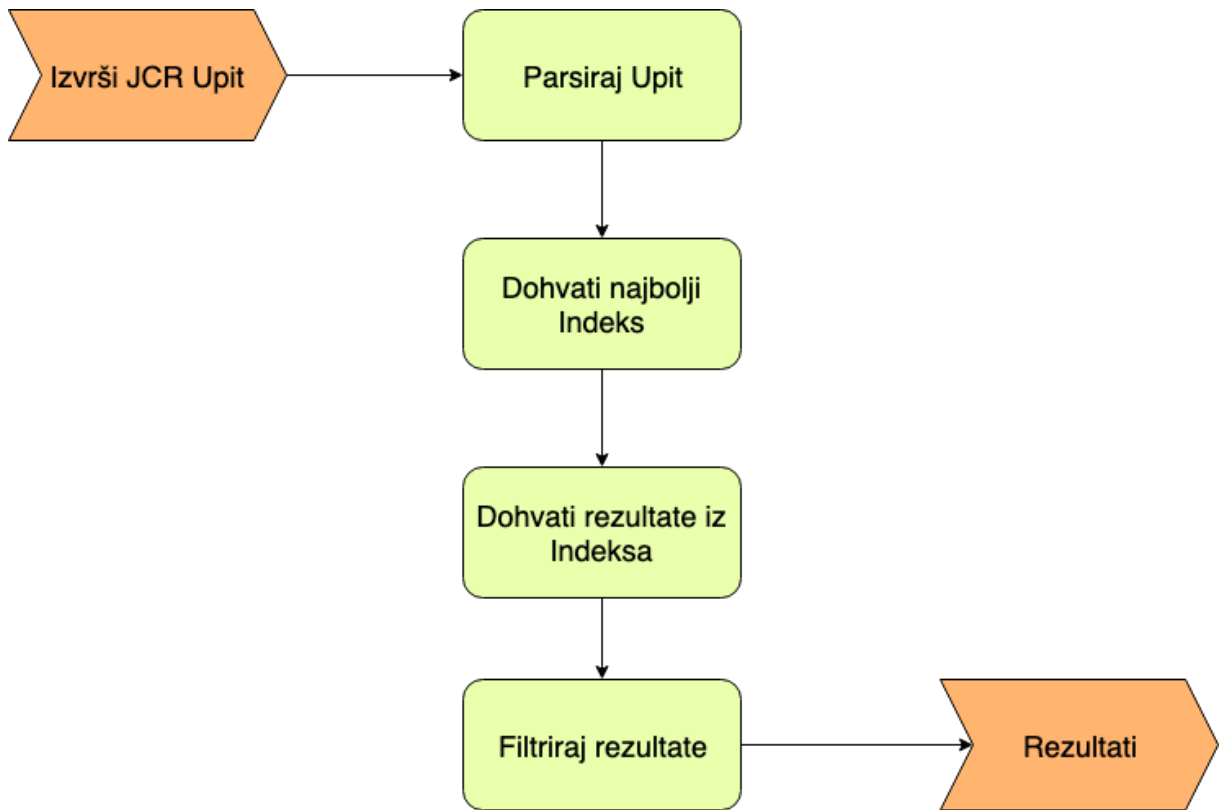 Izvrši JCR Upit
Parsiraj Upit
Dohvati najbolji
Indeks
Dohvati rezultate iz
Indeksa
Filtriraj rezultate
Rezultati